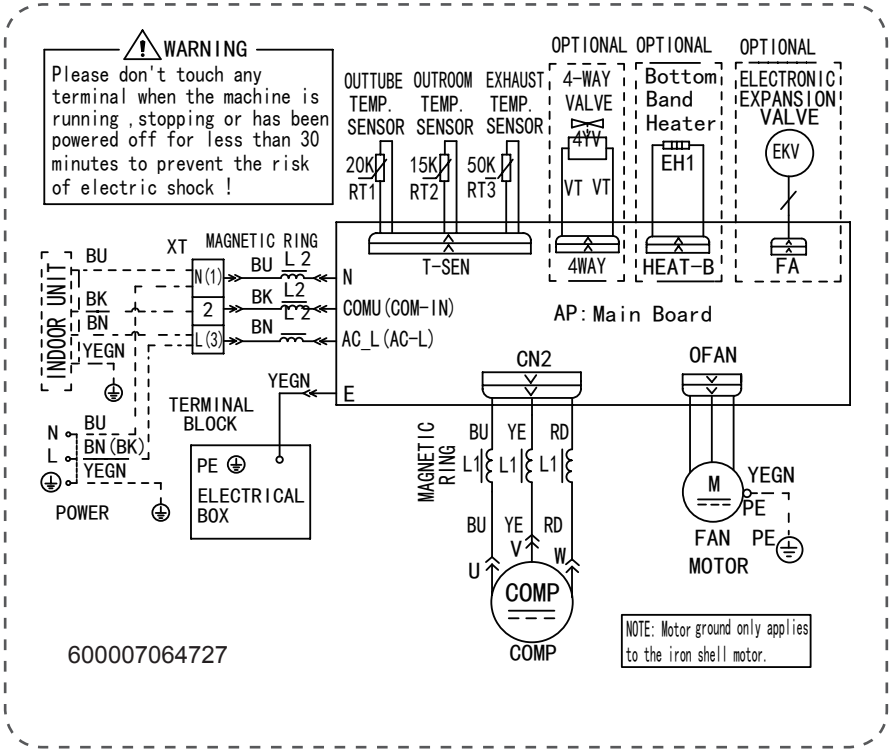 WARNING
Please don't touch any
terminal when the machine is
running ,stopping or has been
powered off for less than 30
minutes to prevent the risk
of electric shock !
OUTTUBE
TEMP.
SENSOR
OUTROOM
TEMP.
SENSOR
EXHAUST
TEMP.
SENSOR
20K
RT1
15K
RT2
50K
RT3
T-SEN
OPTIONAL
4-WAY
VALVE
4YV
VT VT
4WAY
OPTIONAL
Bottom
Band
Heater
EH1
HEAT-B
OPTIONAL
ELECTRONIC
EXPANSION
VALVE
EKV
FA
INDOOR UNIT
BU
BK
BN
YEGN
XT
N(1)
2
L(3)
MAGNETIC RING
BU
L 2
BK
L2
BN
L 2
N
COMU(COM-IN)
AC_L(AC-L)
E
AP: Main Board
YEGN
TERMINAL
BLOCK
PE
ELECTRICAL
BOX
N
L
BU
BN(BK)
YEGN
POWER
CN2
MAGNETIC
RING
BU YE RD
L1 L1 L1
BU YE RD
U V W
COMP
COMP
OFAN
M
YEGN
PE
PE
FAN
MOTOR
NOTE: Motor ground only applies
to the iron shell motor.
600007064727